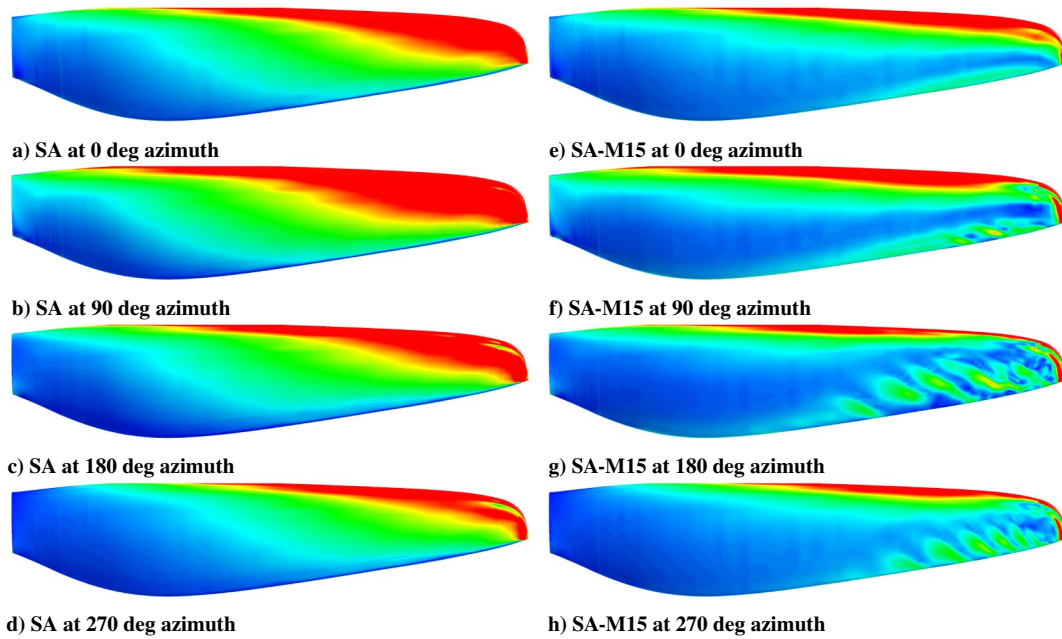 a) SA at 0 deg azimuth
e) SA-M15 at 0 deg azimuth
b) SA at 90 deg azimuth
f) SA-M15 at 90 deg azimuth
c) SA at 180 deg azimuth
g) SA-M15 at 180 deg azimuth
d) SA at 270 deg azimuth
h) SA-M15 at 270 deg azimuth